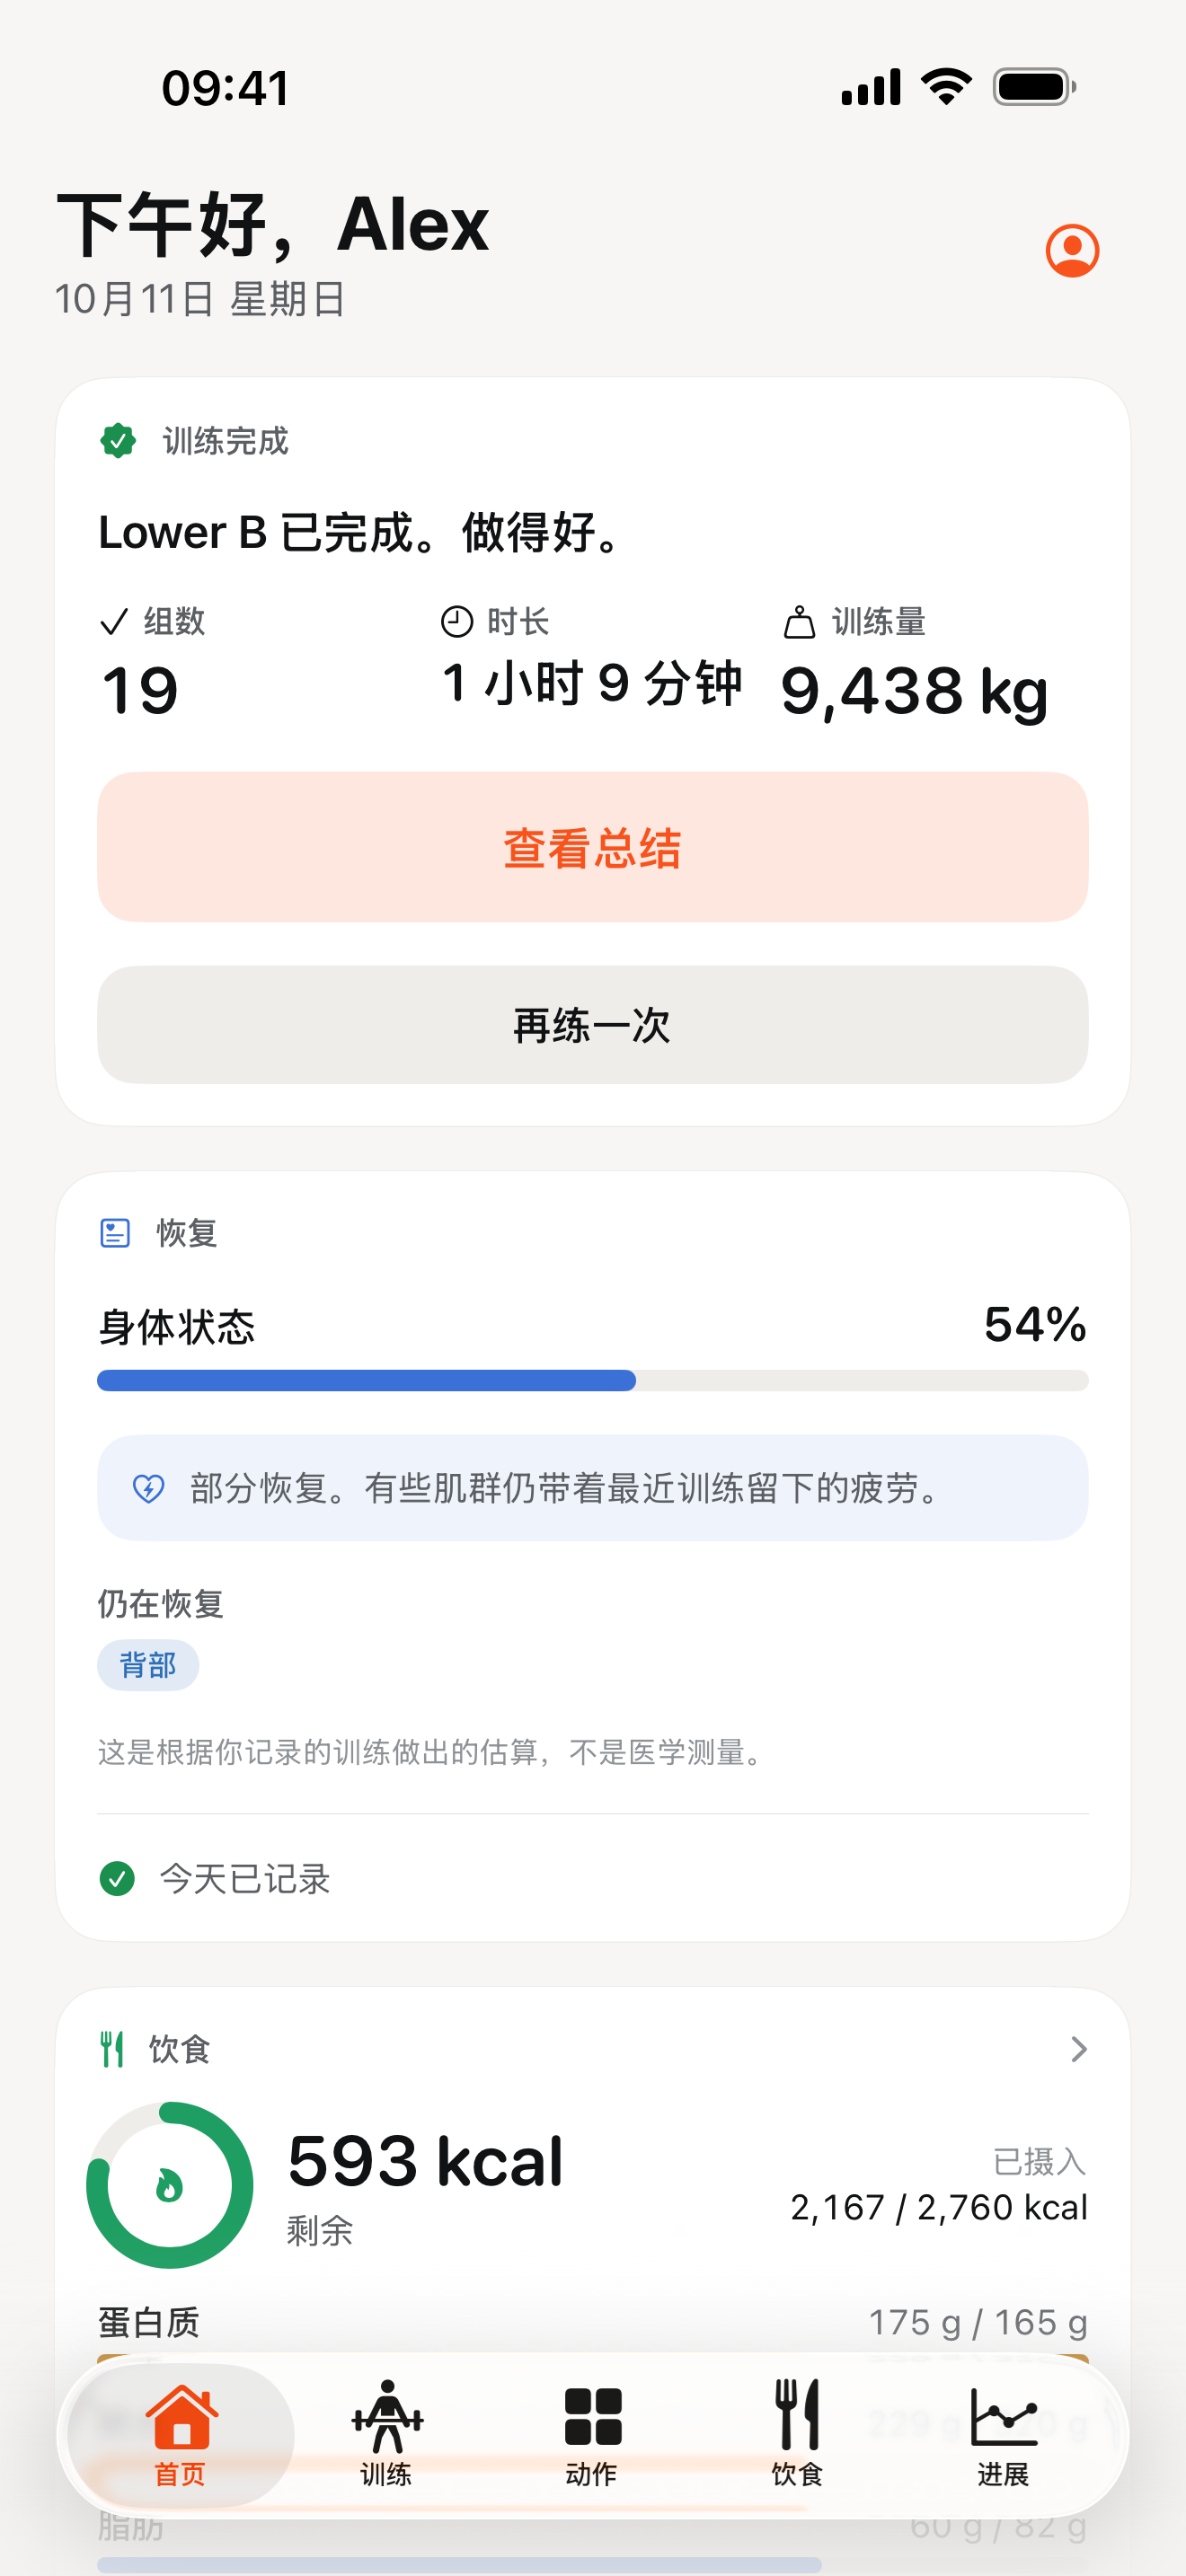 09:41
下午好，Alex
10月11日 星期日
训练完成
Lower B 已完成。做得好。
组数 时长 训练量
19 1 小时 9 分钟 9,438 kg
查看总结
再练一次
恢复
身体状态 54%
部分恢复。有些肌群仍带着最近训练留下的疲劳。
仍在恢复
背部
这是根据你记录的训练做出的估算，不是医学测量。
今天已记录
饮食
593 kcal
剩余
已摄入
2,167 / 2,760 kcal
蛋白质 175 g / 165 g
首页 训练 动作 饮食 进展
脂肪 60 g / 82 g